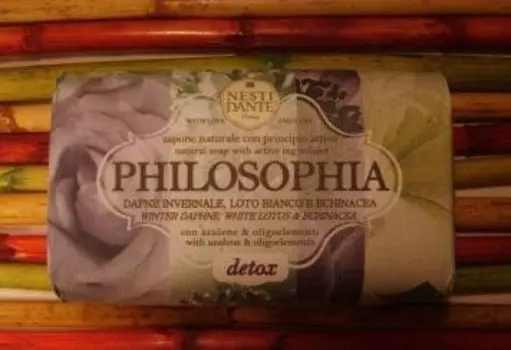 NESTI
DANTE
sapone naturale con principio attivo
natural soap with active ingredient
PHILOSOPHIA
DAFNE INVERNALE, LOTO BIANCO E ECHINACEA
WINTER DAPHNE, WHITE LOTUS & ECHINACEA
con azulene & oligoelementi
with azulene & oligoelements
detox